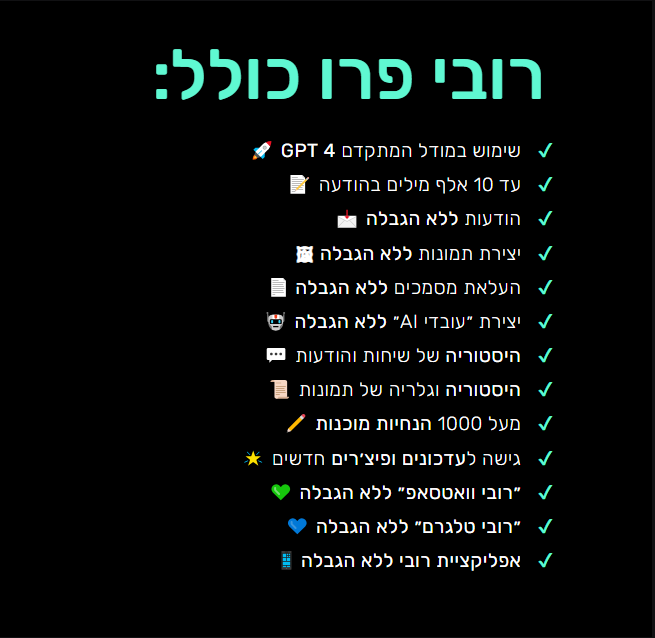 רובי פרו כולל:
✓ שימוש במודל המתקדם GPT 4 🚀
✓ עד 10 אלף מילים בהודעה 📝
✓ הודעות ללא הגבלה 📩
✓ יצירת תמונות ללא הגבלה 🖼
✓ העלאת מסמכים ללא הגבלה 📄
✓ יצירת "עובדי AI" ללא הגבלה 🤖
✓ היסטוריה של שיחות והודעות 💬
✓ היסטוריה וגלריה של תמונות 📜
✓ מעל 1000 הנחיות מוכנות ✏️
✓ גישה לעדכונים ופיצ'רים חדשים 🌟
✓ "רובי וואטסאפ" ללא הגבלה 💚
✓ "רובי טלגרם" ללא הגבלה 💙
✓ אפליקציית רובי ללא הגבלה 📱